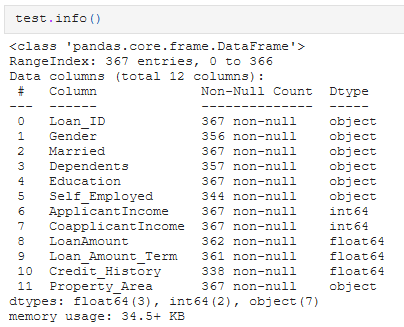 test.info()
<class 'pandas.core.frame.DataFrame'>
RangeIndex: 367 entries, 0 to 366
Data columns (total 12 columns):
 #   Column             Non-Null Count  Dtype
---  ------             --------------  -----
 0   Loan_ID            367 non-null    object
 1   Gender             356 non-null    object
 2   Married            367 non-null    object
 3   Dependents         357 non-null    object
 4   Education          367 non-null    object
 5   Self_Employed      344 non-null    object
 6   ApplicantIncome    367 non-null    int64
 7   CoapplicantIncome  367 non-null    int64
 8   LoanAmount         362 non-null    float64
 9   Loan_Amount_Term   361 non-null    float64
 10  Credit_History     338 non-null    float64
 11  Property_Area      367 non-null    object
dtypes: float64(3), int64(2), object(7)
memory usage: 34.5+ KB